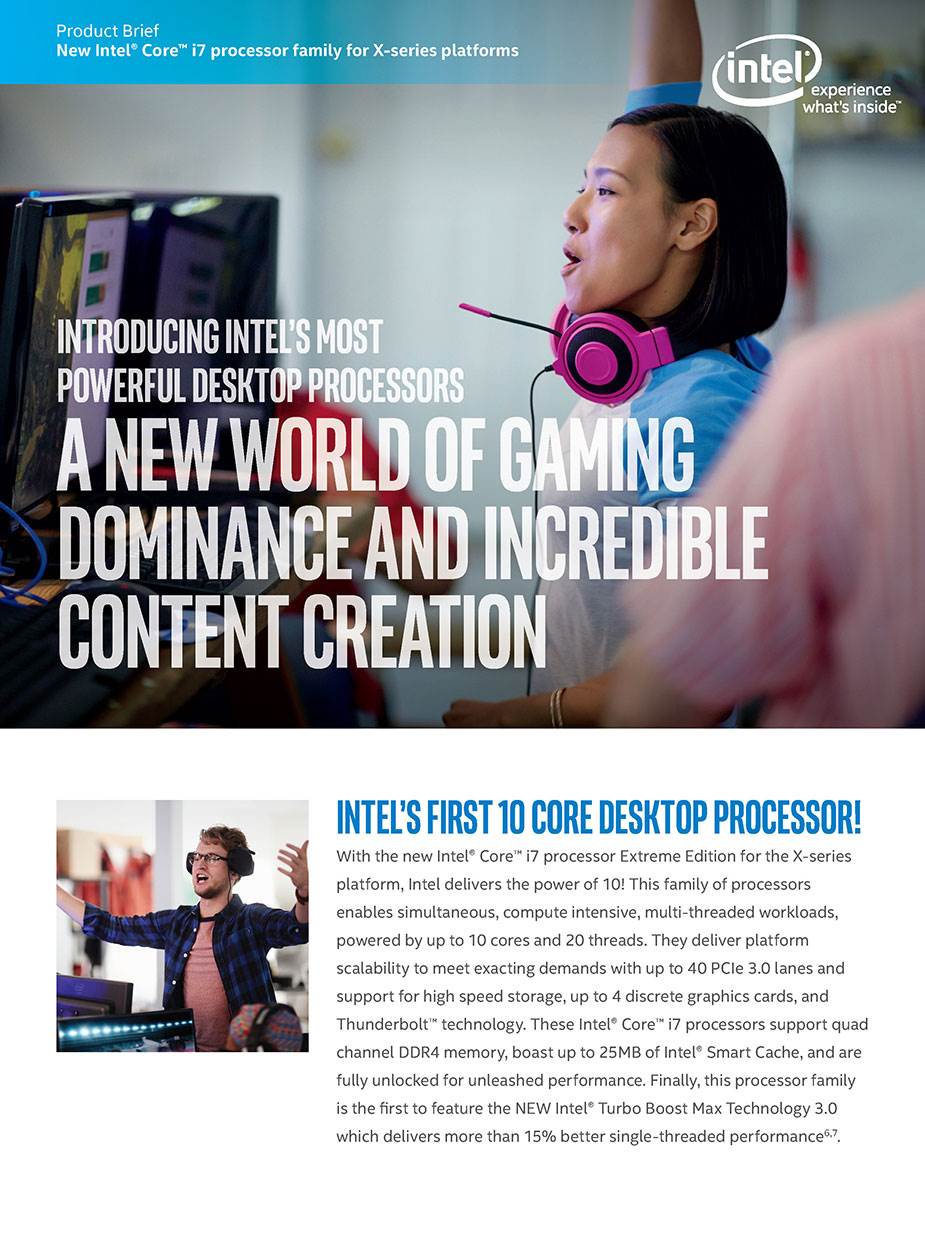 Product Brief
New Intel® Core™ i7 processor family for X-series platforms
intel®
experience
what's inside™
INTRODUCING INTEL'S MOST
POWERFUL DESKTOP PROCESSORS
A NEW WORLD OF GAMING
DOMINANCE AND INCREDIBLE
CONTENT CREATION
INTEL'S FIRST 10 CORE DESKTOP PROCESSOR!
With the new Intel® Core™ i7 processor Extreme Edition for the X-series
platform, Intel delivers the power of 10! This family of processors
enables simultaneous, compute intensive, multi-threaded workloads,
powered by up to 10 cores and 20 threads. They deliver platform
scalability to meet exacting demands with up to 40 PCIe 3.0 lanes and
support for high speed storage, up to 4 discrete graphics cards, and
Thunderbolt™ technology. These Intel® Core™ i7 processors support quad
channel DDR4 memory, boast up to 25MB of Intel® Smart Cache, and are
fully unlocked for unleashed performance. Finally, this processor family
is the first to feature the NEW Intel® Turbo Boost Max Technology 3.0
which delivers more than 15% better single-threaded performance⁶,⁷.